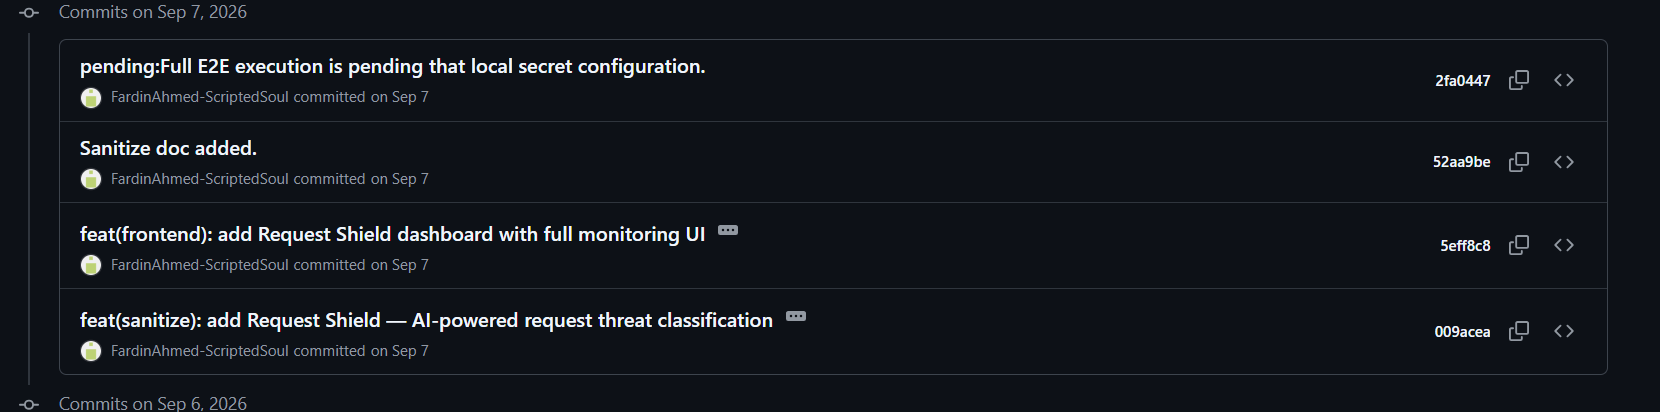 Commits on Sep 7, 2026
pending:Full E2E execution is pending that local secret configuration.
FardinAhmed-ScriptedSoul committed on Sep 7
2fa0447
Sanitize doc added.
FardinAhmed-ScriptedSoul committed on Sep 7
52aa9be
feat(frontend): add Request Shield dashboard with full monitoring UI
FardinAhmed-ScriptedSoul committed on Sep 7
5eff8c8
feat(sanitize): add Request Shield — AI-powered request threat classification
FardinAhmed-ScriptedSoul committed on Sep 7
009acea
Commits on Sep 6, 2026